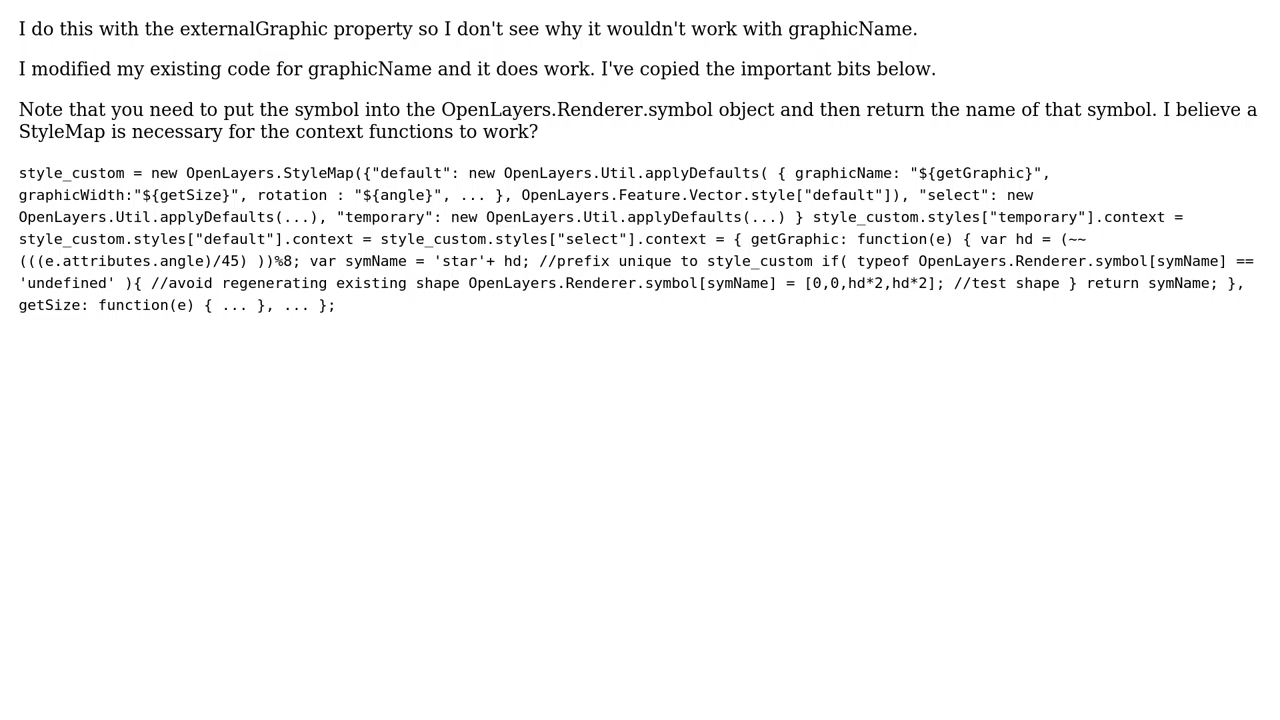 I do this with the externalGraphic property so I don't see why it wouldn't work with graphicName.
I modified my existing code for graphicName and it does work. I've copied the important bits below.
Note that you need to put the symbol into the OpenLayers.Renderer.symbol object and then return the name of that symbol. I believe a
StyleMap is necessary for the context functions to work?
style_custom = new OpenLayers.StyleMap({"default": new OpenLayers.Util.applyDefaults( { graphicName: "${getGraphic}",
graphicWidth:"${getSize}", rotation : "${angle}", ... }, OpenLayers.Feature.Vector.style["default"]), "select": new
OpenLayers.Util.applyDefaults(...), "temporary": new OpenLayers.Util.applyDefaults(...) } style_custom.styles["temporary"].context =
style_custom.styles["default"].context = style_custom.styles["select"].context = { getGraphic: function(e) { var hd = (~~
(((e.attributes.angle)/45) ))%8; var symName = 'star'+ hd; //prefix unique to style_custom if( typeof OpenLayers.Renderer.symbol[symName] ==
'undefined' ){ //avoid regenerating existing shape OpenLayers.Renderer.symbol[symName] = [0,0,hd*2,hd*2]; //test shape } return symName; },
getSize: function(e) { ... }, ... };